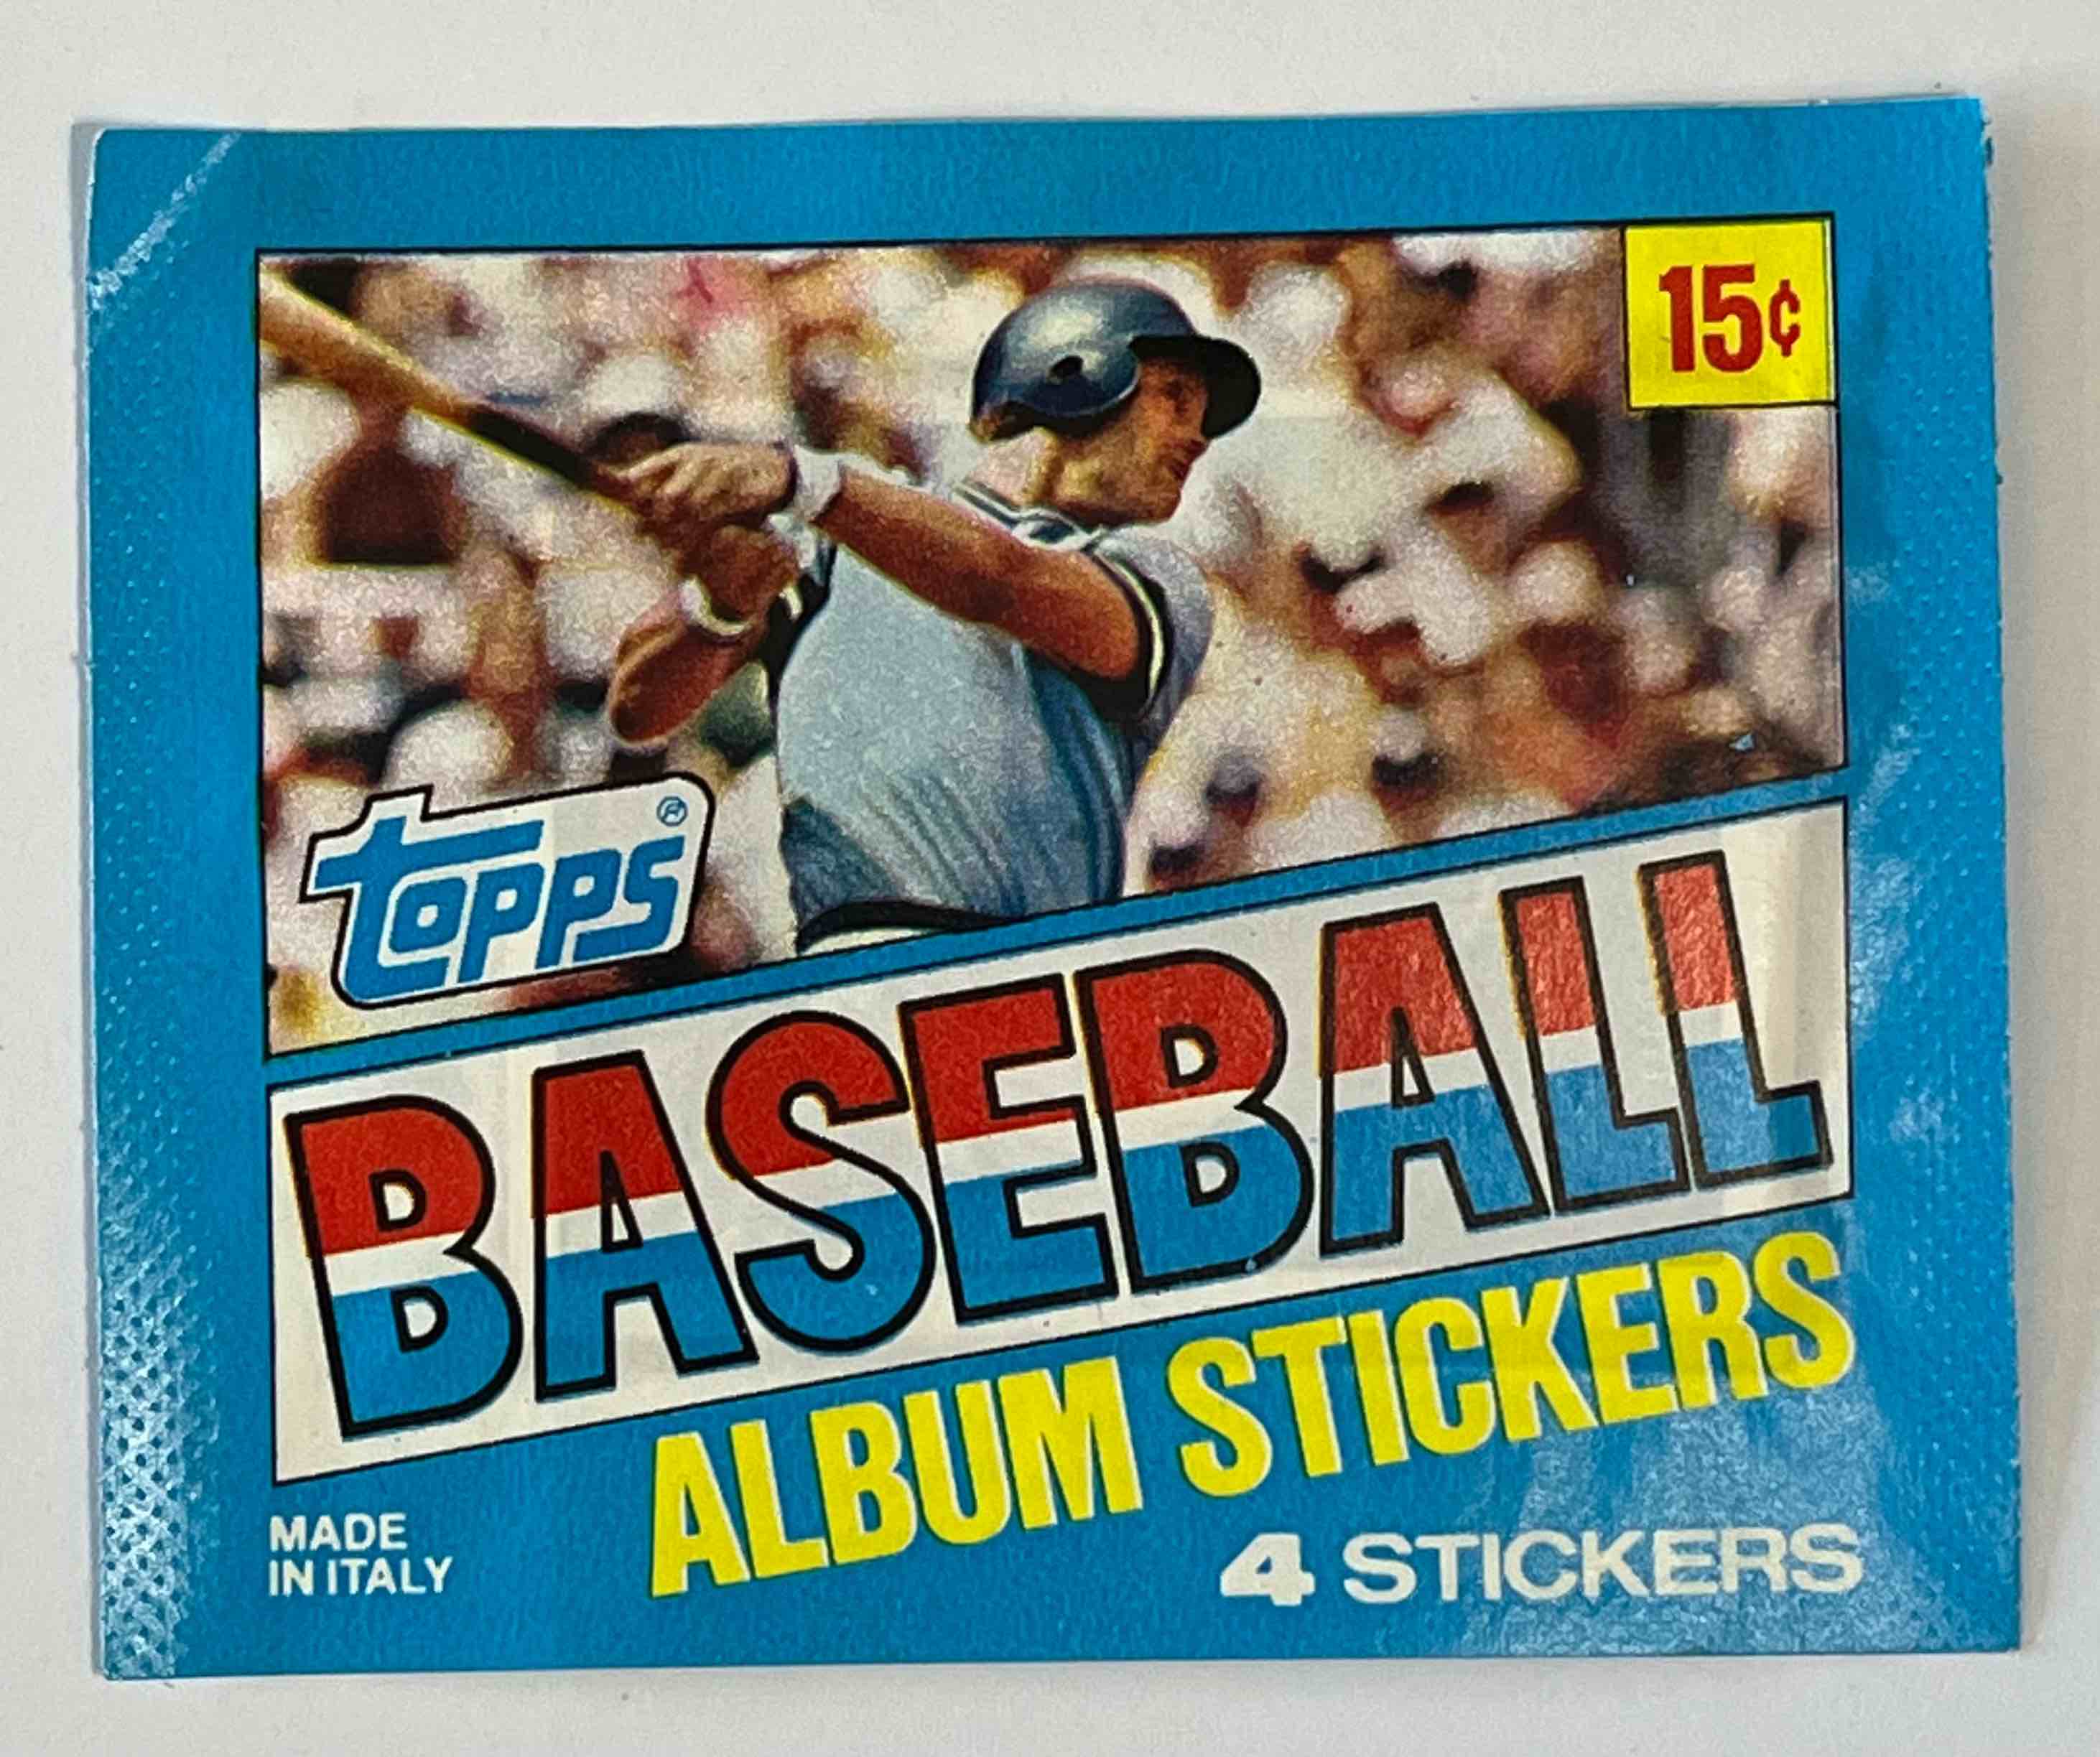 15¢
topps®
BASEBALL
ALBUM STICKERS
MADE
IN ITALY
4 STICKERS